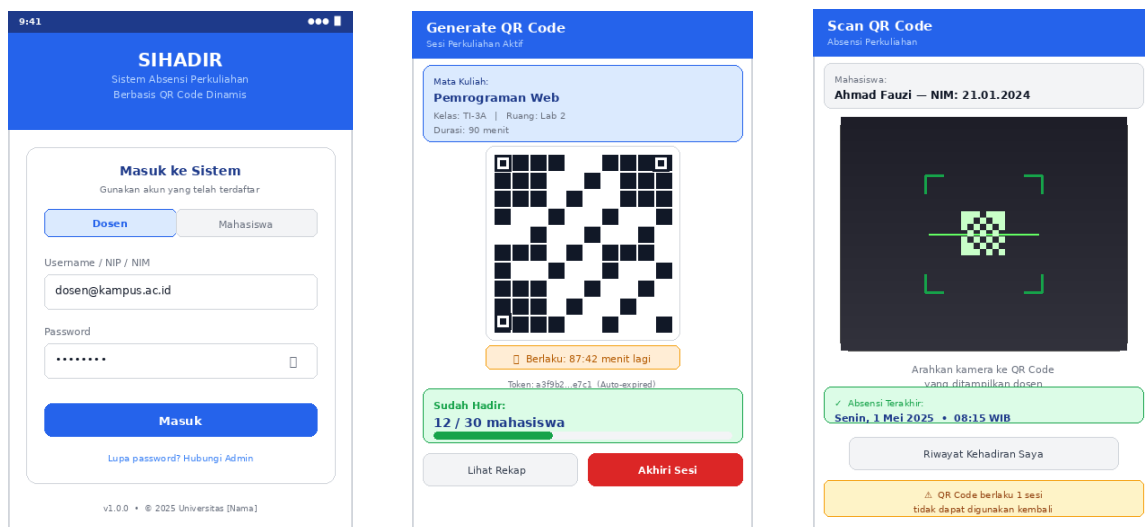 9:41
SIHADIR
Sistem Absensi Perkuliahan
Berbasis QR Code Dinamis
Masuk ke Sistem
Gunakan akun yang telah terdaftar
Dosen
Mahasiswa
Username / NIP / NIM
dosen@kampus.ac.id
Password
••••••••
Masuk
Lupa password? Hubungi Admin
v1.0.0 • © 2025 Universitas [Nama]
Generate QR Code
Sesi Perkuliahan Aktif
Mata Kuliah:
Pemrograman Web
Kelas: TI-3A | Ruang: Lab 2
Durasi: 90 menit
Berlaku: 87:42 menit lagi
Token: a3f9b2...e7c1 (Auto-expired)
Sudah Hadir:
12 / 30 mahasiswa
Lihat Rekap
Akhiri Sesi
Scan QR Code
Absensi Perkuliahan
Mahasiswa:
Ahmad Fauzi — NIM: 21.01.2024
Arahkan kamera ke QR Code
yang ditampilkan dosen
✓ Absensi Terakhir:
Senin, 1 Mei 2025 • 08:15 WIB
Riwayat Kehadiran Saya
⚠ QR Code berlaku 1 sesi
tidak dapat digunakan kembali